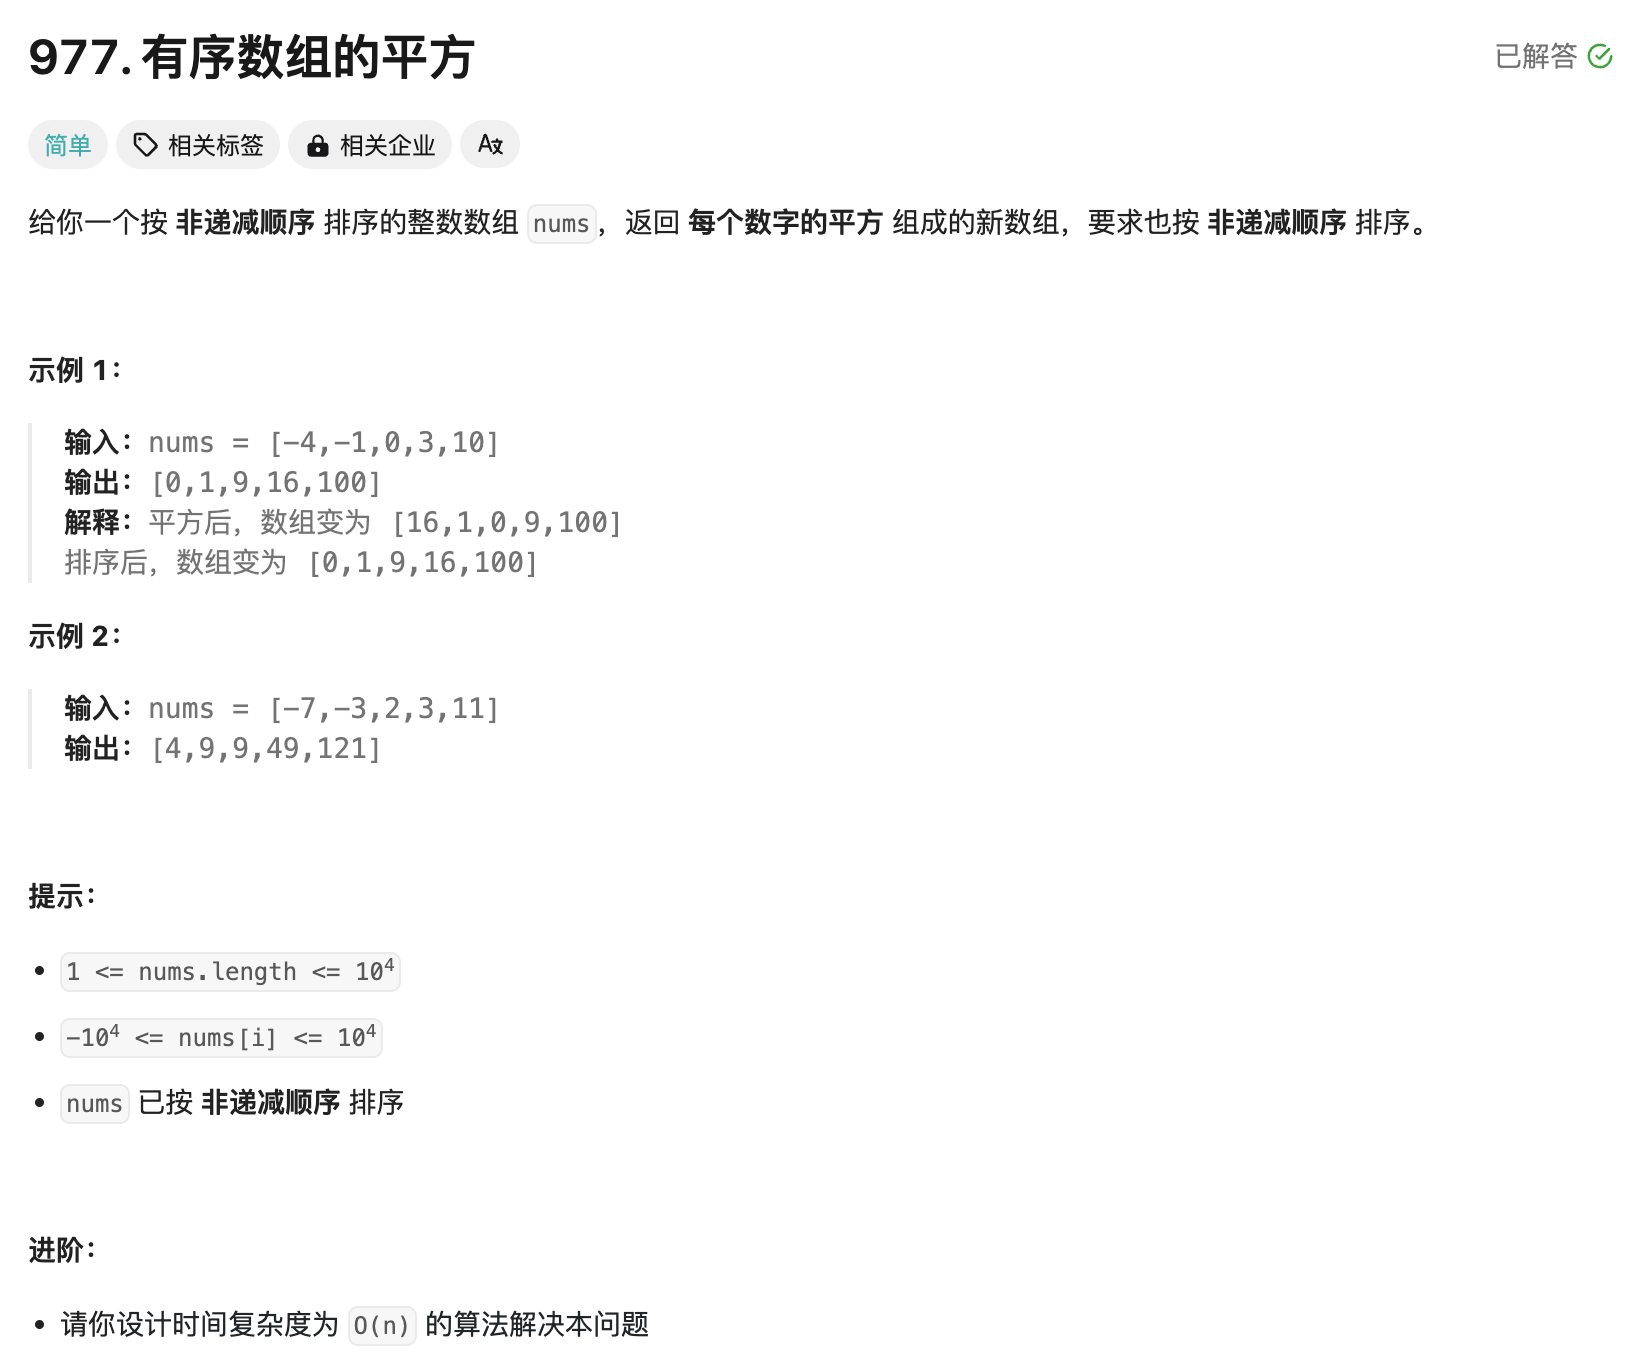 977. 有序数组的平方
已解答
简单 相关标签 相关企业
给你一个按 非递减顺序 排序的整数数组 nums，返回 每个数字的平方 组成的新数组，要求也按 非递减顺序 排序。
示例 1：
输入：nums = [-4,-1,0,3,10]
输出：[0,1,9,16,100]
解释：平方后，数组变为 [16,1,0,9,100]
排序后，数组变为 [0,1,9,16,100]
示例 2：
输入：nums = [-7,-3,2,3,11]
输出：[4,9,9,49,121]
提示：
• 1 <= nums.length <= 10⁴
• -10⁴ <= nums[i] <= 10⁴
• nums 已按 非递减顺序 排序
进阶：
• 请你设计时间复杂度为 O(n) 的算法解决本问题